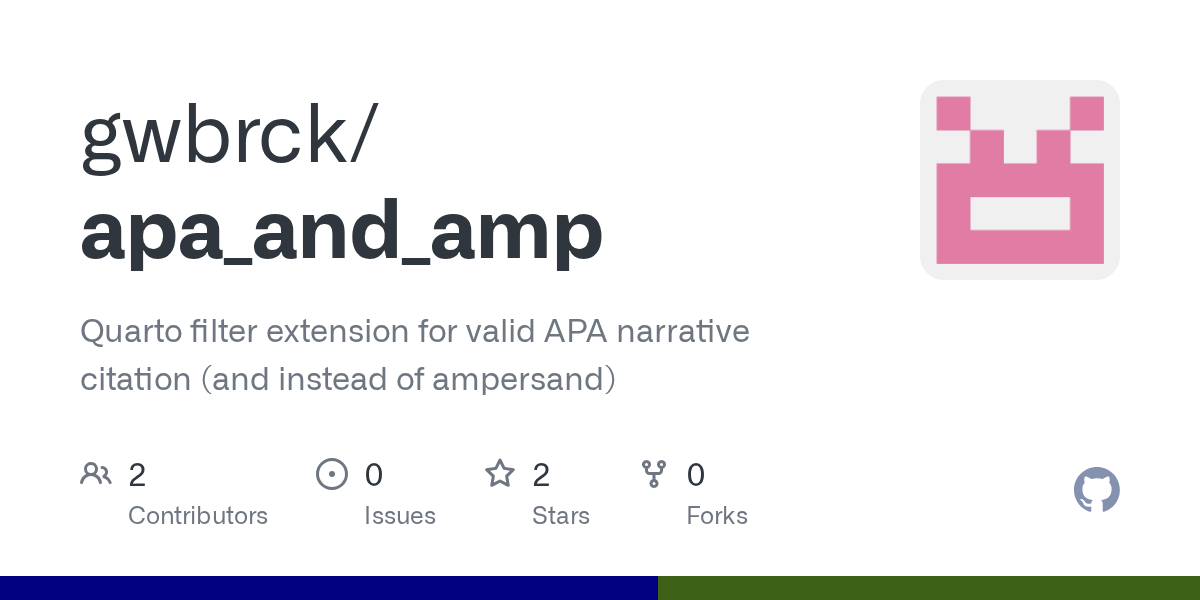 gwbrck/
apa_and_amp
Quarto filter extension for valid APA narrative
citation (and instead of ampersand)
2 0 2 0
Contributors Issues Stars Forks